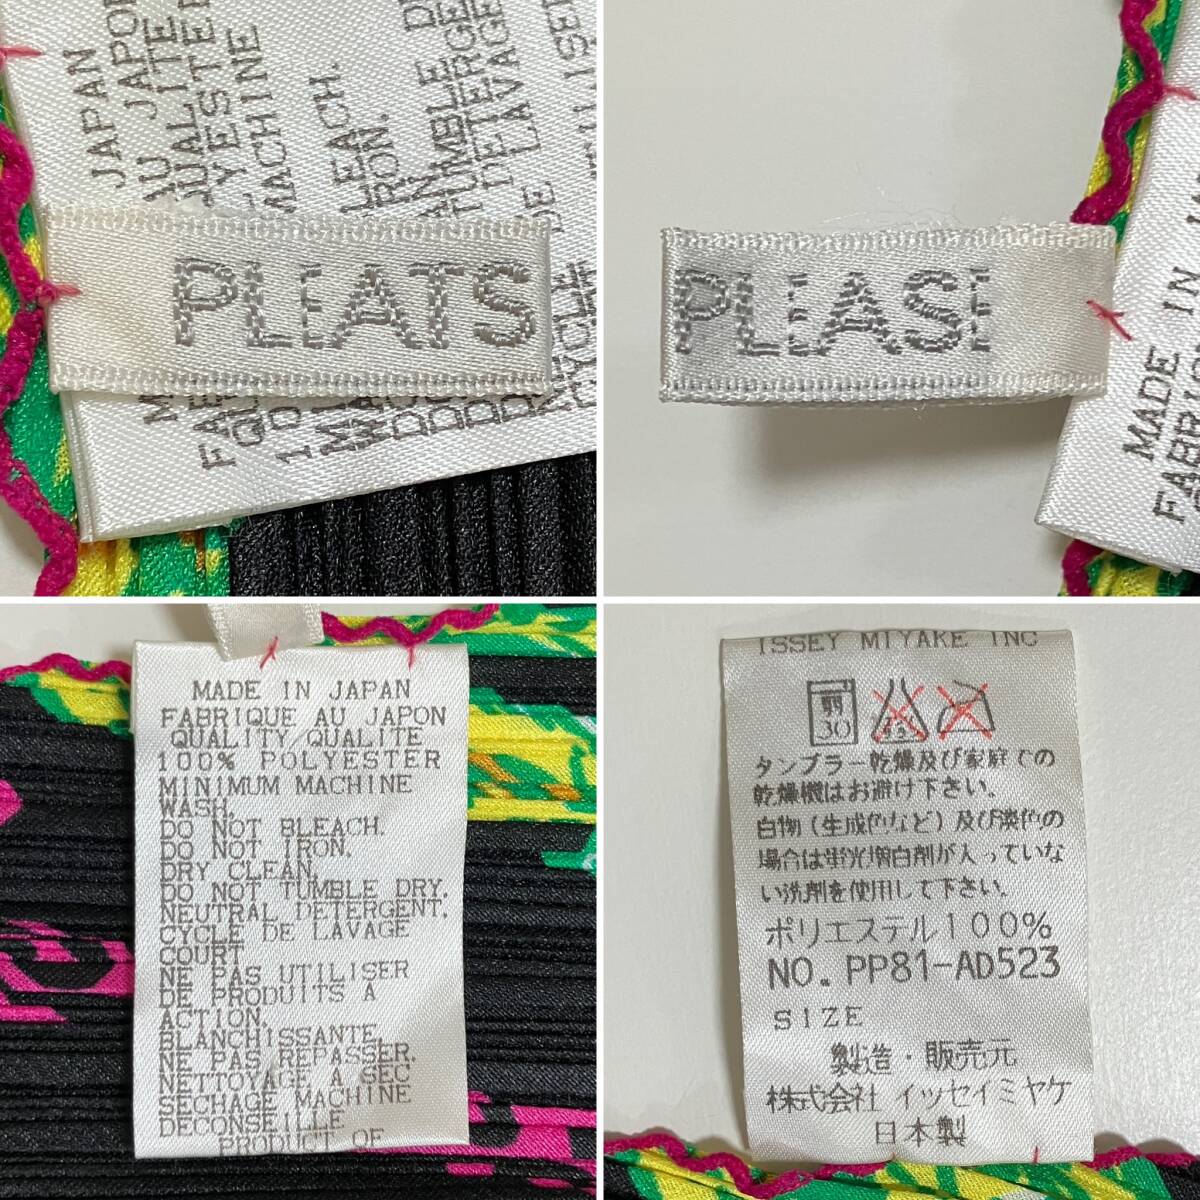 JAPAN
JAPON
QUALITE
MACHINE
PLEATS
PLEASE
MADE IN
MADE IN JAPAN
FABRIQUE AU JAPON
QUALITY QUALITE
100% POLYESTER
MINIMUM MACHINE
WASH.
DO NOT BLEACH.
DO NOT IRON.
DRY CLEAN.
DO NOT TUMBLE DRY.
NEUTRAL DETERGENT.
CYCLE DE LAVAGE
COURT
NE PAS UTILISER
DE PRODUITS A
ACTION.
BLANCHISSANTE.
NE PAS REPASSER.
NETTOYAGE A SEC
SECHAGE MACHINE
DECONSEILLE
PRODUCT OF
ISSEY MIYAKE INC
弱
30
タンブラー乾燥及び家庭での
乾燥機はお避け下さい。
白物(生成色など)及び淡色の
場合は蛍光増白剤が入っていな
い洗剤を使用して下さい。
ポリエステル100%
NO. PP81-AD523
SIZE
製造・販売元
株式会社 イッセイミヤケ
日本製